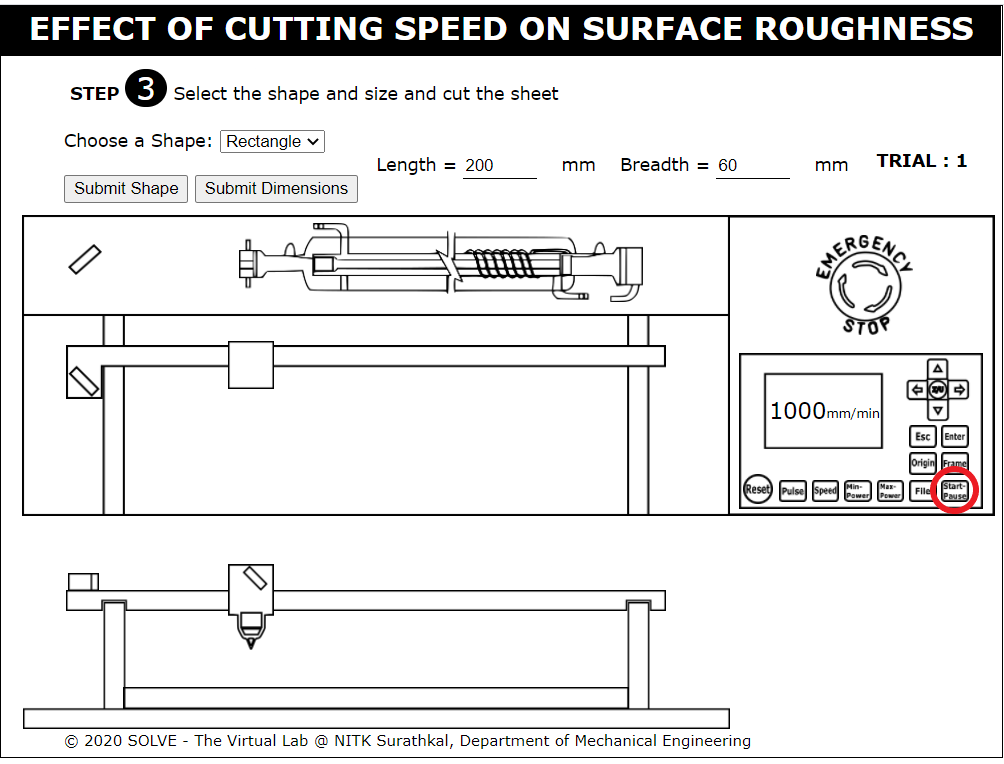 EFFECT OF CUTTING SPEED ON SURFACE ROUGHNESS
STEP 3 Select the shape and size and cut the sheet
Choose a Shape: Rectangle
Length = 200 mm Breadth = 60 mm TRIAL : 1
Submit Shape Submit Dimensions
EMERGENCY
STOP
1000mm/min
X/U
Esc Enter
Origin Frame
Reset Pulse Speed Min-Power Max-Power File Start-Pause
© 2020 SOLVE - The Virtual Lab @ NITK Surathkal, Department of Mechanical Engineering